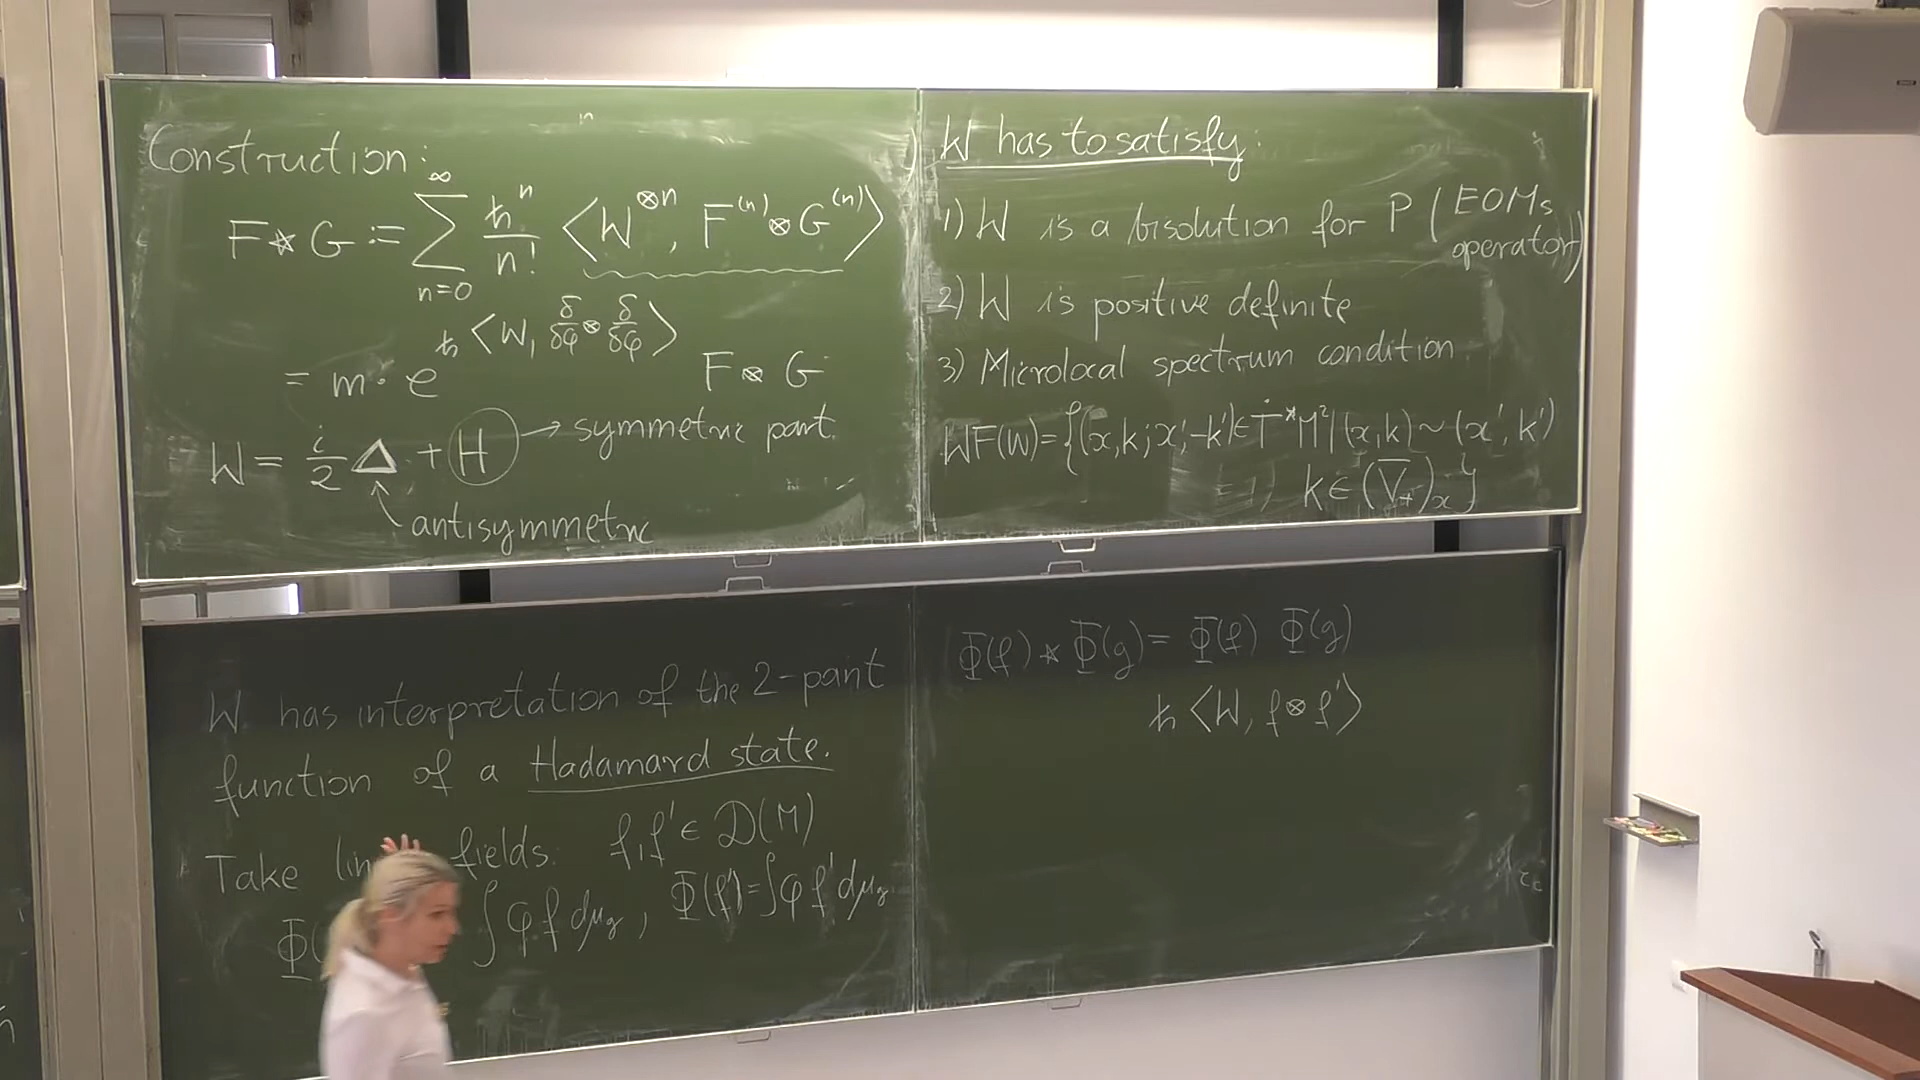 Construction:
F ⋆ G := ∑_{n=0}^{∞} ħ^n / n! ⟨W^{⊗n}, F^{(n)} ⊗ G^{(n)}⟩
= m · e^{ħ⟨W, δ/δφ ⊗ δ/δφ⟩} F ⊗ G
W = i/2 Δ + H → symmetric part.
antisymmetric
W has to satisfy:
1) W is a bisolution for P (EOMs operator)
2) W is positive definite
3) Microlocal spectrum condition
WF(W) = {(x,k; x',-k') ∈ Ṫ*M² | (x,k) ~ (x',k')
k ∈ (V̄₊)ₓ}
W has interpretation of the 2-point
function of a Hadamard state.
Take fields: f, f' ∈ D(M)
Φ( ∫φ f dμ_g, Φ(f') = ∫φ f' dμ_g
Φ(f) ⋆ Φ(g) = Φ(f) Φ(g)
ħ⟨W, f ⊗ f'⟩